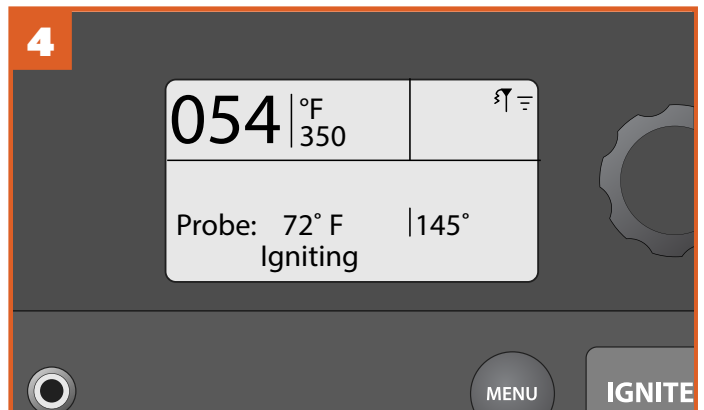 4
054 °F
350
Probe: 72° F 145°
Igniting
MENU
IGNITE